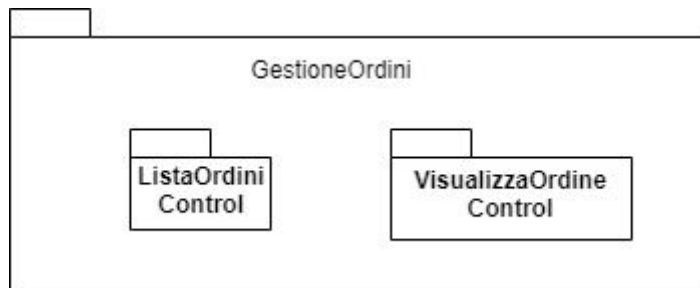 GestioneOrdini
ListaOrdini
Control
VisualizzaOrdine
Control